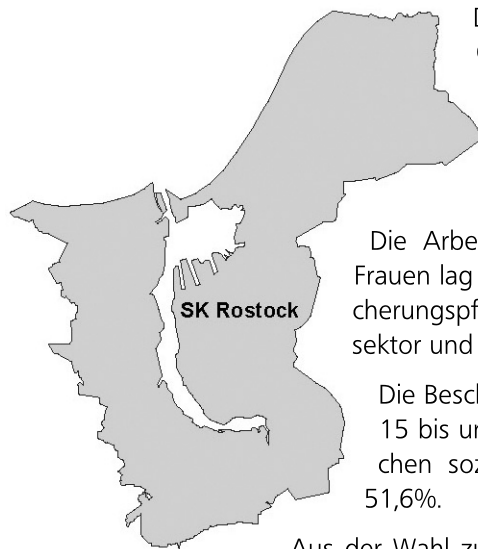 Die Arbe
Frauen lag
cherungspf
sektor und
SK Rostock
Die Besch
15 bis un
chen soz
51,6%.
Aus der Wahl zu